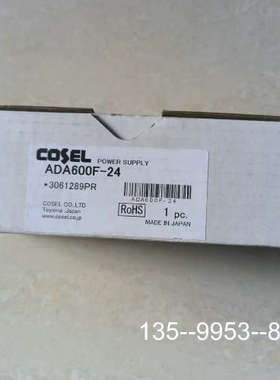 COSEL POWER SUPPLY
ADA600F-24
*3061289PR
ADA600F-24
COSEL CO.,LTD
Toyama Japan
www.cosel.co.jp
RoHS 1 pc.
MADE IN JAPAN
135--9953--8